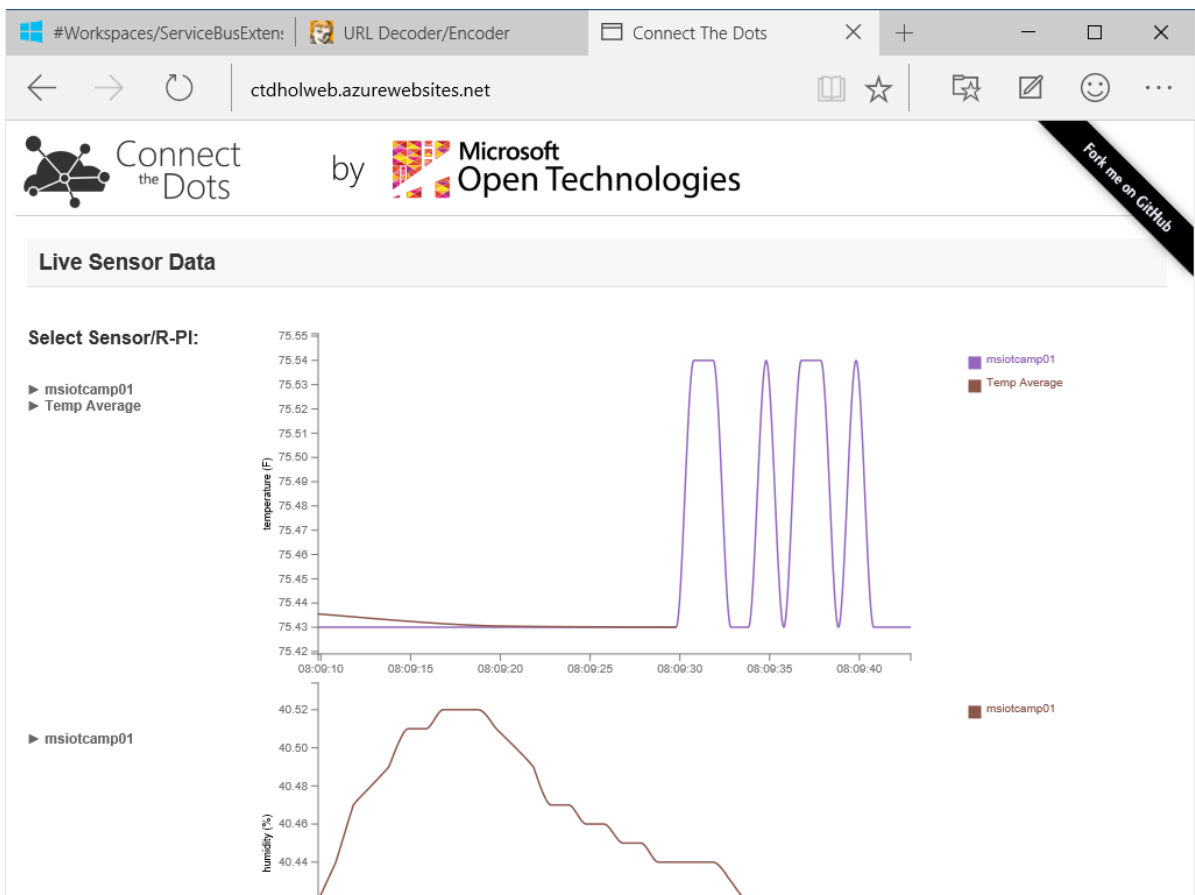 #Workspaces/ServiceBusExten:
URL Decoder/Encoder
Connect The Dots
ctdholweb.azurewebsites.net
Connect
the Dots
by
Microsoft
Open Technologies
Fork me on GitHub
Live Sensor Data
Select Sensor/R-PI:
► msiotcamp01
► Temp Average
75.55
75.54
75.53
75.52
75.51
75.50
75.49
75.48
75.47
75.46
75.45
75.44
75.43
75.42
temperature (F)
08:09:10 08:09:15 08:09:20 08:09:25 08:09:30 08:09:35 08:09:40
msiotcamp01
Temp Average
► msiotcamp01
40.52
40.50
40.48
40.46
40.44
humidity (%)
msiotcamp01